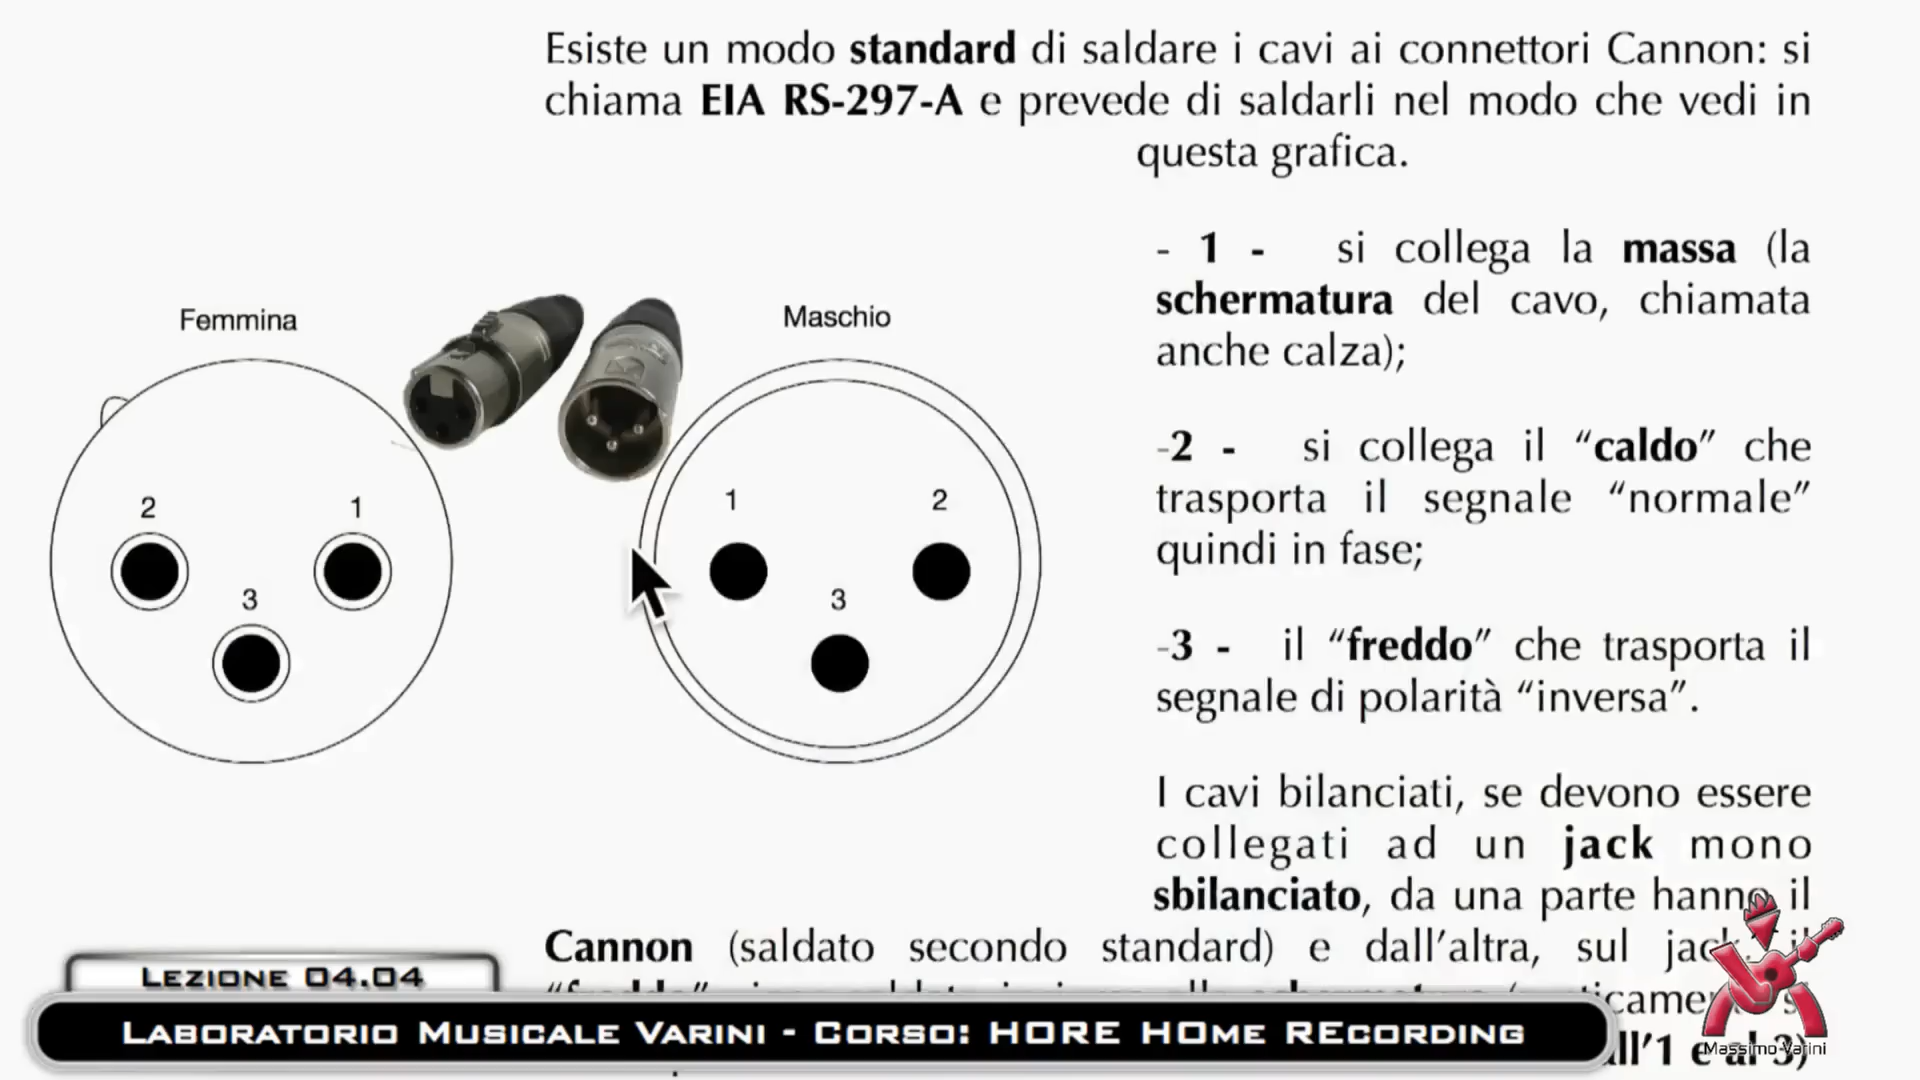 Esiste un modo standard di saldare i cavi ai connettori Cannon: si
chiama EIA RS-297-A e prevede di saldarli nel modo che vedi in
questa grafica.
Femmina
2
1
3
Maschio
1
2
3
- 1 - si collega la massa (la
schermatura del cavo, chiamata
anche calza);
-2 - si collega il “caldo” che
trasporta il segnale “normale”
quindi in fase;
-3 - il “freddo” che trasporta il
segnale di polarità “inversa”.
I cavi bilanciati, se devono essere
collegati ad un jack mono
sbilanciato, da una parte hanno il
Cannon (saldato secondo standard) e dall’altra, sul jack, il
all’1 e al 3)
LEZIONE 04.04
LABORATORIO MUSICALE VARINI - CORSO: HORE HOme REcording
Massimo Varini